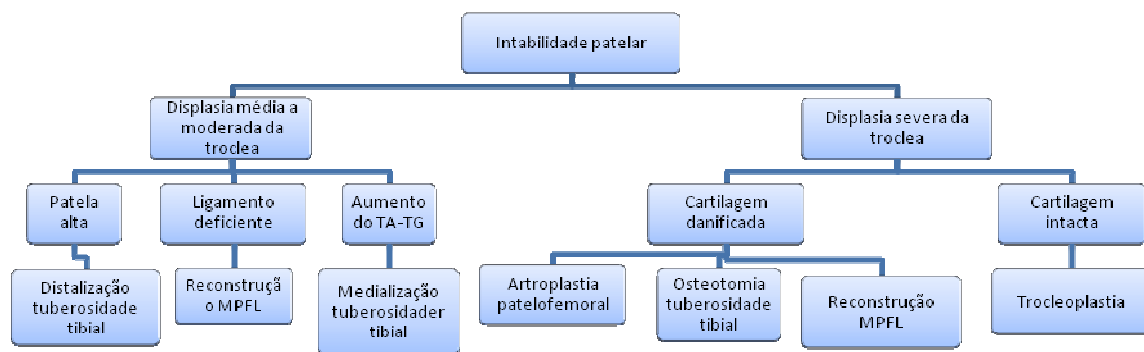 Intabilidade patelar
Displasia média a
moderada da
troclea
Displasia severa da
troclea
Patela
alta
Ligamento
deficiente
Aumento
do TA-TG
Cartilagem
danificada
Cartilagem
intacta
Distalização
tuberosidade
tibial
Reconstruçã
o MPFL
Medialização
tuberosidader
tibial
Artroplastia
patelofemoral
Osteotomia
tuberosidade
tibial
Reconstrução
MPFL
Trocleoplastia